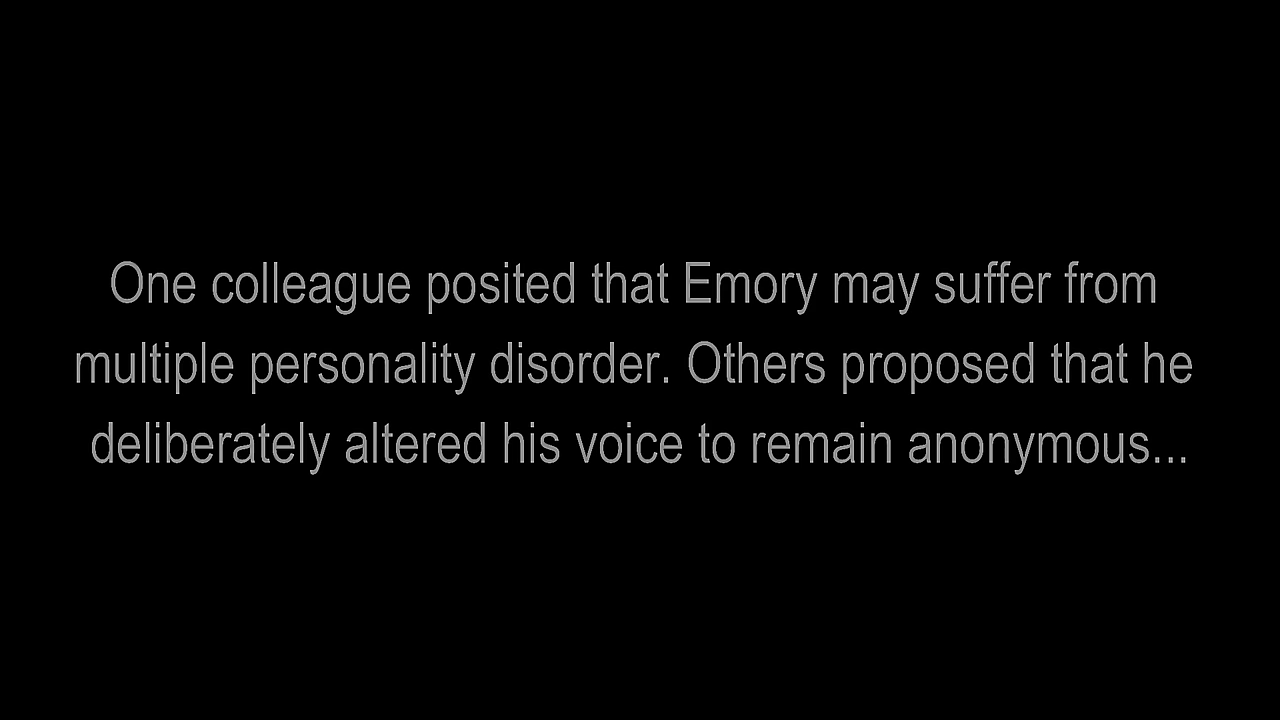 One colleague posited that Emory may suffer from
multiple personality disorder. Others proposed that he
deliberately altered his voice to remain anonymous...